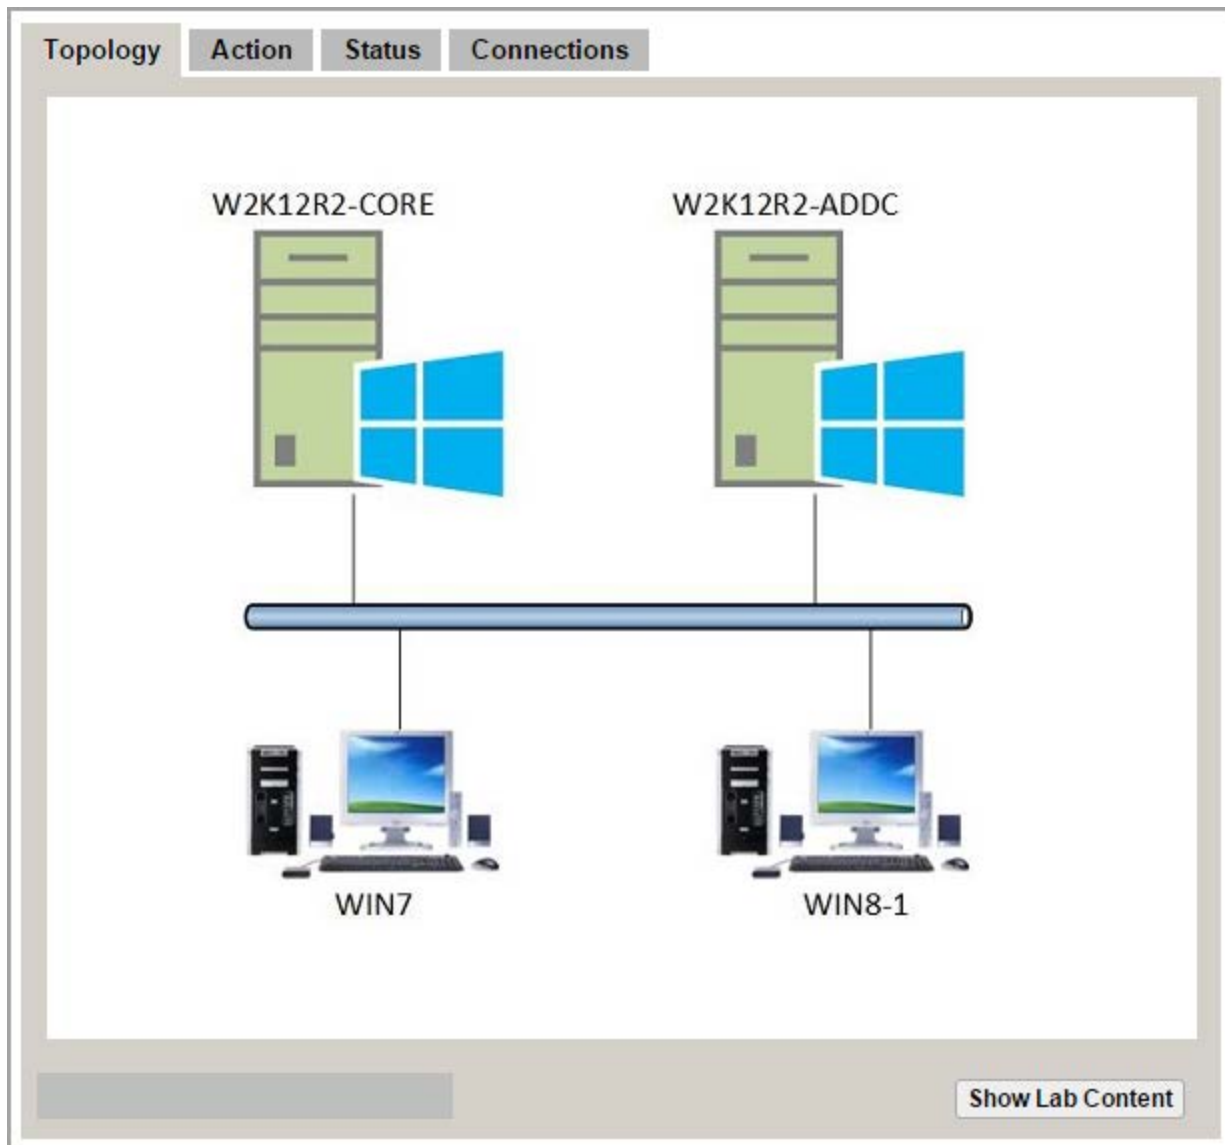 Topology Action Status Connections
W2K12R2-CORE W2K12R2-ADDC
WIN7 WIN8-1
Show Lab Content